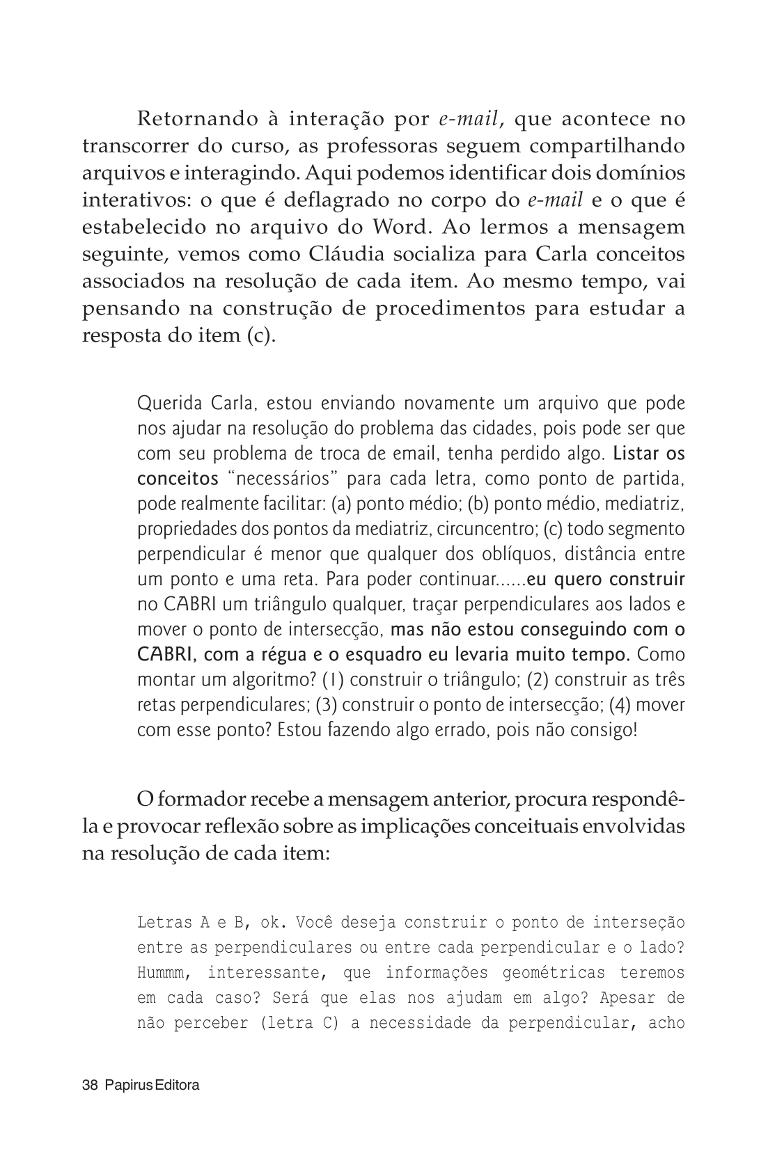 Retornando à interação por e-mail, que acontece no
transcorrer do curso, as professoras seguem compartilhando
arquivos e interagindo. Aqui podemos identificar dois domínios
interativos: o que é deflagrado no corpo do e-mail e o que é
estabelecido no arquivo do Word. Ao lermos a mensagem
seguinte, vemos como Cláudia socializa para Carla conceitos
associados na resolução de cada item. Ao mesmo tempo, vai
pensando na construção de procedimentos para estudar a
resposta do item (c).
Querida Carla, estou enviando novamente um arquivo que pode
nos ajudar na resolução do problema das cidades, pois pode ser que
com seu problema de troca de email, tenha perdido algo. Listar os
conceitos “necessários” para cada letra, como ponto de partida,
pode realmente facilitar: (a) ponto médio; (b) ponto médio, mediatriz,
propriedades dos pontos da mediatriz, circuncentro; (c) todo segmento
perpendicular é menor que qualquer dos oblíquos, distância entre
um ponto e uma reta. Para poder continuar......eu quero construir
no CABRI um triângulo qualquer, traçar perpendiculares aos lados e
mover o ponto de intersecção, mas não estou conseguindo com o
CABRI, com a régua e o esquadro eu levaria muito tempo. Como
montar um algoritmo? (1) construir o triângulo; (2) construir as três
retas perpendiculares; (3) construir o ponto de intersecção; (4) mover
com esse ponto? Estou fazendo algo errado, pois não consigo!
O formador recebe a mensagem anterior, procura respondê-
la e provocar reflexão sobre as implicações conceituais envolvidas
na resolução de cada item:
Letras A e B, ok. Você deseja construir o ponto de interseção
entre as perpendiculares ou entre cada perpendicular e o lado?
Hummm, interessante, que informações geométricas teremos
em cada caso? Será que elas nos ajudam em algo? Apesar de
não perceber (letra C) a necessidade da perpendicular, acho
38 Papirus Editora